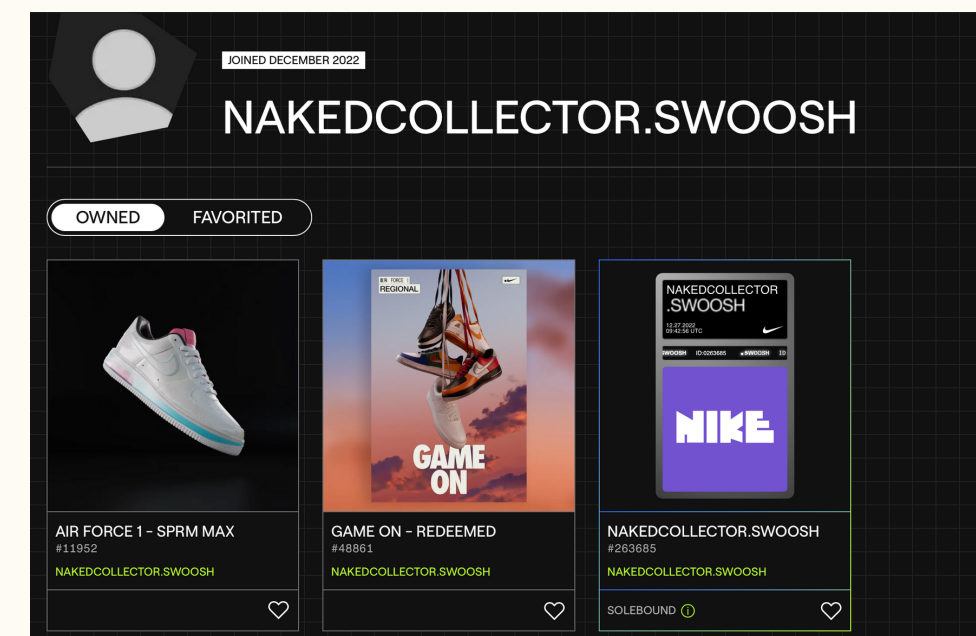 JOINED DECEMBER 2022
NAKEDCOLLECTOR.SWOOSH
OWNED
FAVORITED
REGIONAL
GAME
ON
NAKEDCOLLECTOR
.SWOOSH
12.27.2022
09:42:56 UTC
WOOSH ID:0263685 .SWOOSH ID
NIKE
AIR FORCE 1 - SPRM MAX
#11952
NAKEDCOLLECTOR.SWOOSH
GAME ON - REDEEMED
#48861
NAKEDCOLLECTOR.SWOOSH
NAKEDCOLLECTOR.SWOOSH
#263685
NAKEDCOLLECTOR.SWOOSH
SOLEBOUND